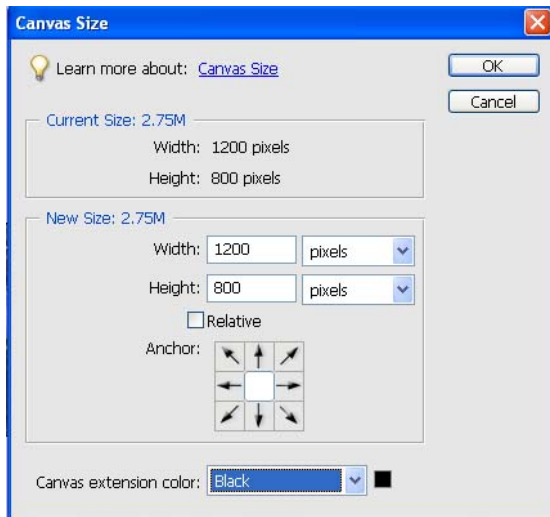 Canvas Size
Learn more about: Canvas Size
OK
Cancel
Current Size: 2.75M
Width: 1200 pixels
Height: 800 pixels
New Size: 2.75M
Width: 1200 pixels
Height: 800 pixels
Relative
Anchor:
Canvas extension color: Black